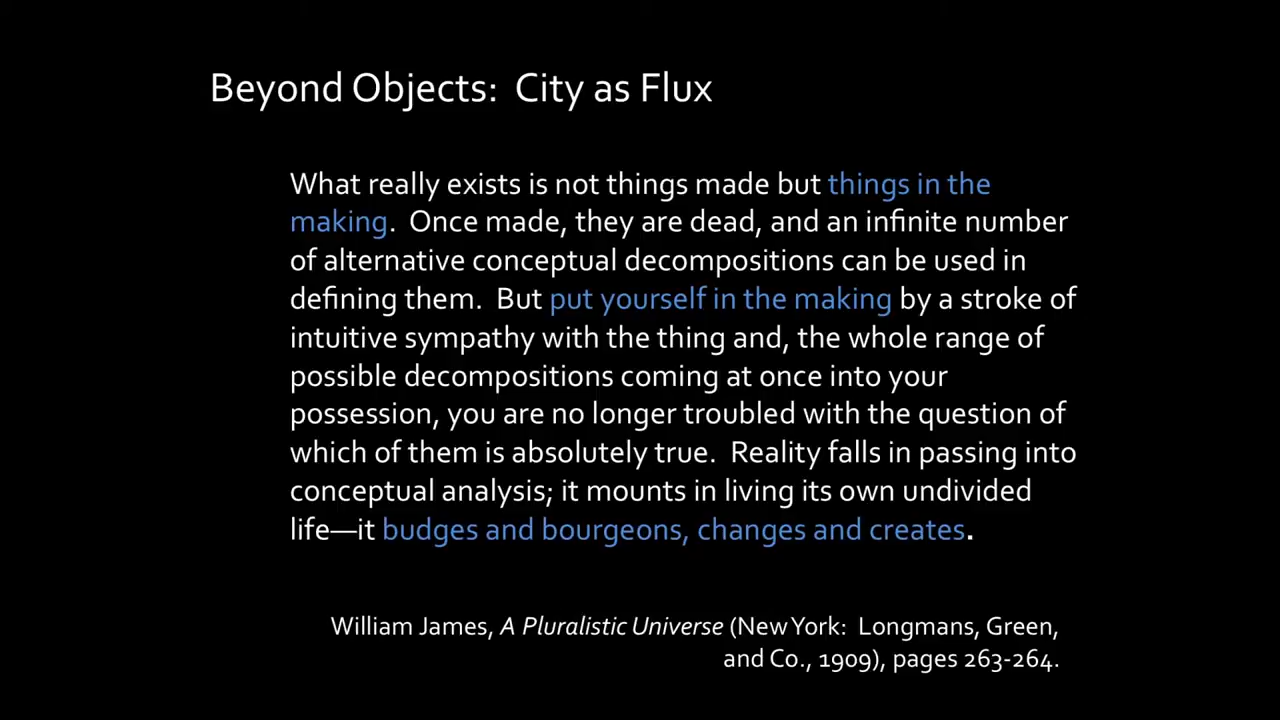 Beyond Objects:  City as Flux
What really exists is not things made but things in the
making.  Once made, they are dead, and an infinite number
of alternative conceptual decompositions can be used in
defining them.  But put yourself in the making by a stroke of
intuitive sympathy with the thing and, the whole range of
possible decompositions coming at once into your
possession, you are no longer troubled with the question of
which of them is absolutely true.  Reality falls in passing into
conceptual analysis; it mounts in living its own undivided
life—it budges and bourgeons, changes and creates.
William James, A Pluralistic Universe (New York:  Longmans, Green,
and Co., 1909), pages 263-264.